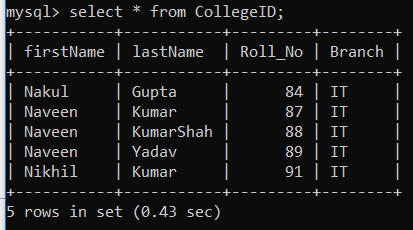 mysql> select * from CollegeID;
+-----------+-----------+---------+--------+
| firstName | lastName  | Roll_No | Branch |
+-----------+-----------+---------+--------+
| Nakul     | Gupta     |      84 | IT     |
| Naveen    | Kumar     |      87 | IT     |
| Naveen    | KumarShah |      88 | IT     |
| Naveen    | Yadav     |      89 | IT     |
| Nikhil    | Kumar     |      91 | IT     |
+-----------+-----------+---------+--------+
5 rows in set (0.43 sec)